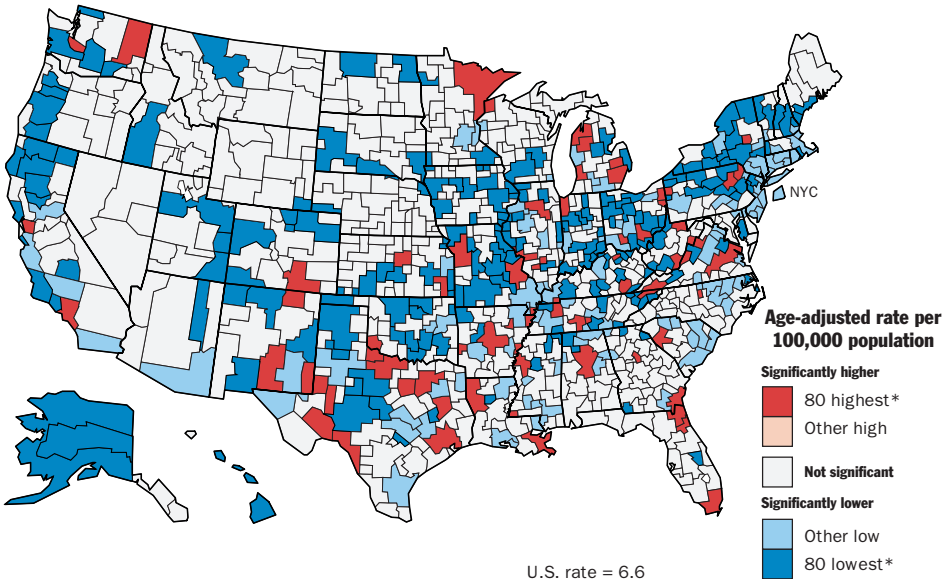 NYC
Age-adjusted rate per
100,000 population
Significantly higher
80 highest*
Other high
Not significant
Significantly lower
Other low
80 lowest*
U.S. rate = 6.6